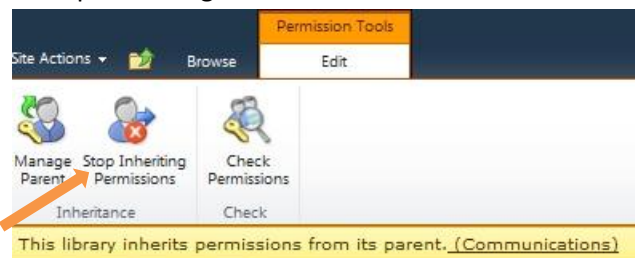 Permission Tools
Site Actions Browse Edit
Manage Parent
Stop Inheriting Permissions
Check Permissions
Inheritance Check
This library inherits permissions from its parent. (Communications)